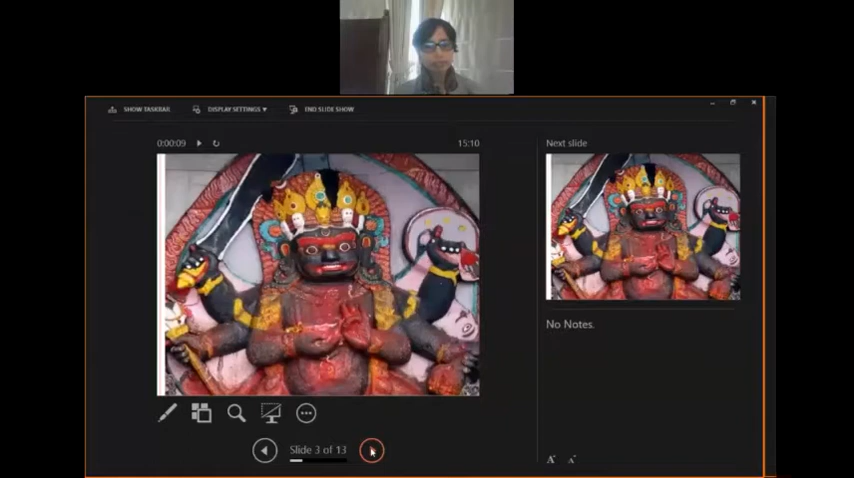 SHOW TASKBAR DISPLAY SETTINGS ▼ END SLIDE SHOW
0:00:09 15:10
Next slide
No Notes.
Slide 3 of 13
A A